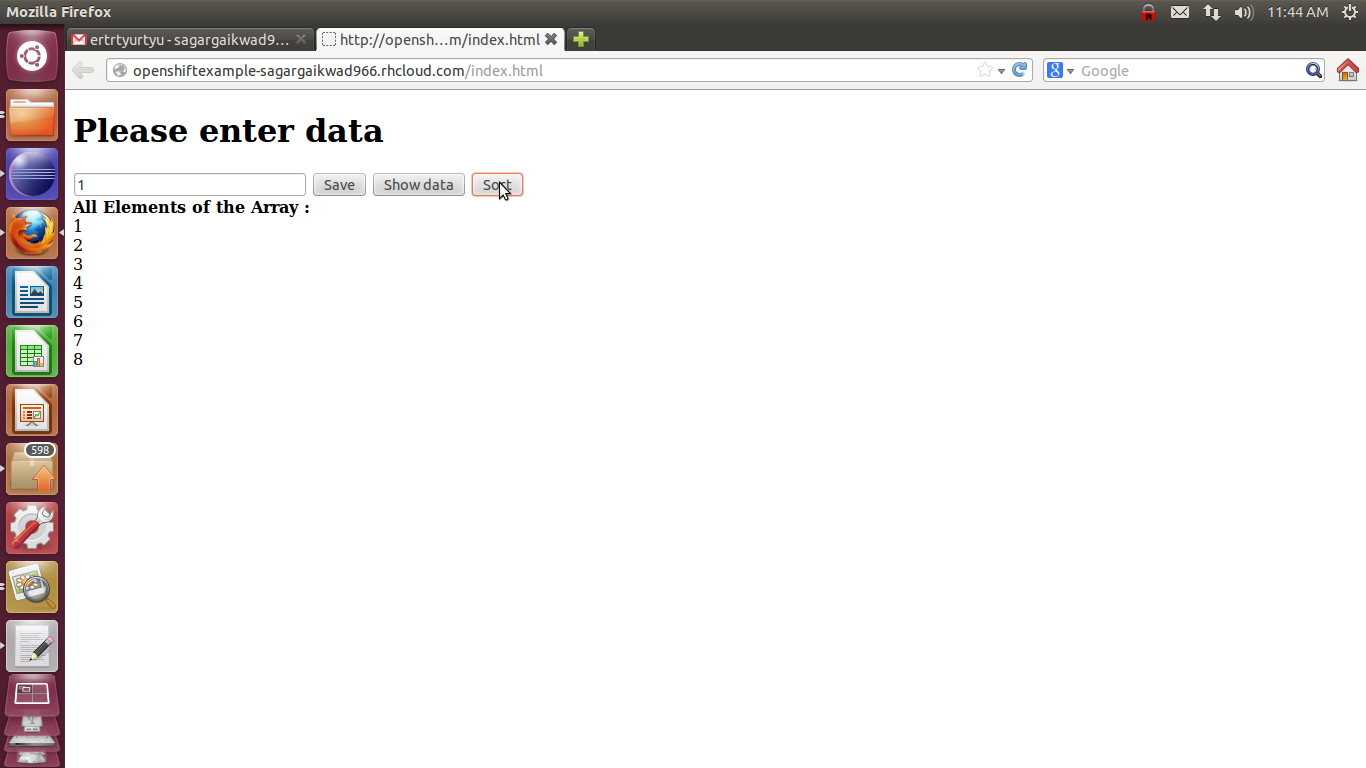 Mozilla Firefox
11:44 AM
ertrtyurtyu - sagargaikwad9...
http://opensh...m/index.html
openshiftexample-sagargaikwad966.rhcloud.com/index.html
8
Google
Please enter data
1
Save
Show data
Sort
All Elements of the Array :
1
2
3
4
5
6
7
8
598